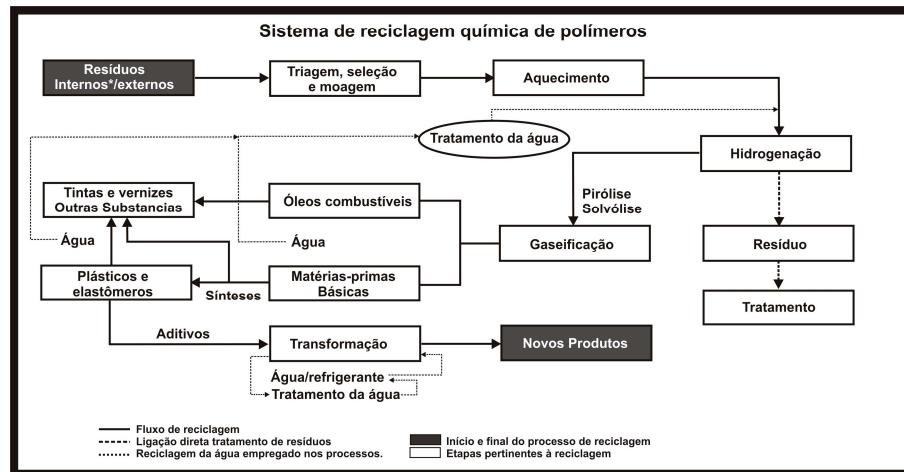 Sistema de reciclagem química de polímeros
Resíduos
Internos*/externos
Triagem, seleção
e moagem
Aquecimento
Tratamento da água
Hidrogenação
Tintas e vernizes
Outras Substancias
Óleos combustíveis
Pirólise
Solvólise
Água
Água
Gaseificação
Resíduo
Plásticos e
elastômeros
Sínteses
Matérias-primas
Básicas
Tratamento
Aditivos
Transformação
Novos Produtos
Água/refrigerante
Tratamento da água
Fluxo de reciclagem
Ligação direta tratamento de resíduos
Reciclagem da água empregado nos processos.
Início e final do processo de reciclagem
Etapas pertinentes à reciclagem